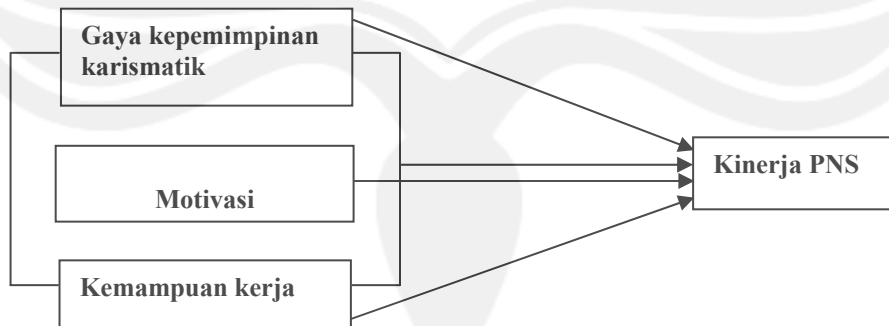 Gaya kepemimpinan
karismatik
Motivasi
Kinerja PNS
Kemampuan kerja